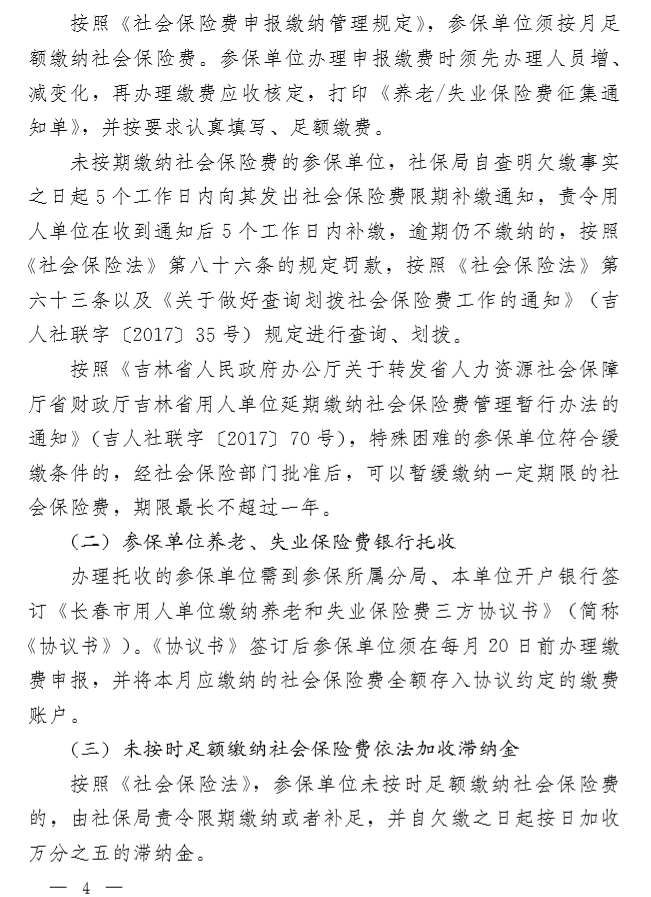 按照《社会保险费申报缴纳管理规定》，参保单位须按月足
额缴纳社会保险费。参保单位办理申报缴费时须先办理人员增、
减变化，再办理缴费应收核定，打印《养老/失业保险费征集通
知单》，并按要求认真填写、足额缴费。
未按期缴纳社会保险费的参保单位，社保局自查明欠缴事实
之日起 5 个工作日内向其发出社会保险费限期补缴通知，责令用
人单位在收到通知后 5 个工作日内补缴，逾期仍不缴纳的，按照
《社会保险法》第八十六条的规定罚款，按照《社会保险法》第
六十三条以及《关于做好查询划拨社会保险费工作的通知》（吉
人社联字〔2017〕35 号）规定进行查询、划拨。
按照《吉林省人民政府办公厅关于转发省人力资源社会保障
厅省财政厅吉林省用人单位延期缴纳社会保险费管理暂行办法的
通知》（吉人社联字〔2017〕70 号），特殊困难的参保单位符合缓
缴条件的，经社会保险部门批准后，可以暂缓缴纳一定期限的社
会保险费，期限最长不超过一年。
（二）参保单位养老、失业保险费银行托收
办理托收的参保单位需到参保所属分局、本单位开户银行签
订《长春市用人单位缴纳养老和失业保险费三方协议书》（简称
《协议书》）。《协议书》签订后参保单位须在每月 20 日前办理缴
费申报，并将本月应缴纳的社会保险费全额存入协议约定的缴费
账户。
（三）未按时足额缴纳社会保险费依法加收滞纳金
按照《社会保险法》，参保单位未按时足额缴纳社会保险费
的，由社保局责令限期缴纳或者补足，并自欠缴之日起按日加收
万分之五的滞纳金。
— 4 —